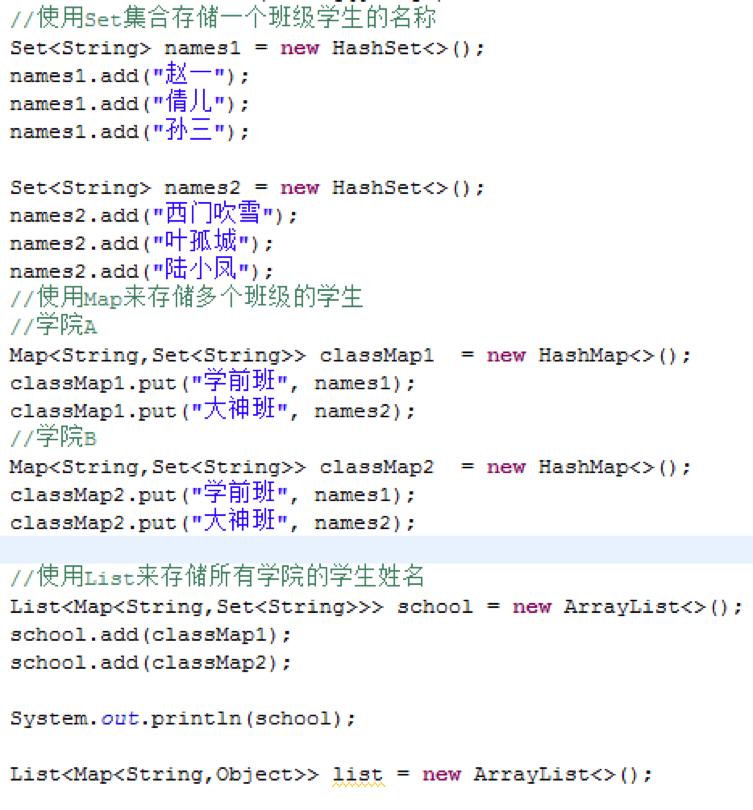 //使用Set集合存储一个班级学生的名称
Set<String> names1 = new HashSet<>();
names1.add("赵一");
names1.add("倩儿");
names1.add("孙三");
Set<String> names2 = new HashSet<>();
names2.add("西门吹雪");
names2.add("叶孤城");
names2.add("陆小凤");
//使用Map来存储多个班级的学生
//学院A
Map<String,Set<String>> classMap1  = new HashMap<>();
classMap1.put("学前班", names1);
classMap1.put("大神班", names2);
//学院B
Map<String,Set<String>> classMap2  = new HashMap<>();
classMap2.put("学前班", names1);
classMap2.put("大神班", names2);
//使用List来存储所有学院的学生姓名
List<Map<String,Set<String>>> school = new ArrayList<>();
school.add(classMap1);
school.add(classMap2);
System.out.println(school);
List<Map<String,Object>> list = new ArrayList<>();